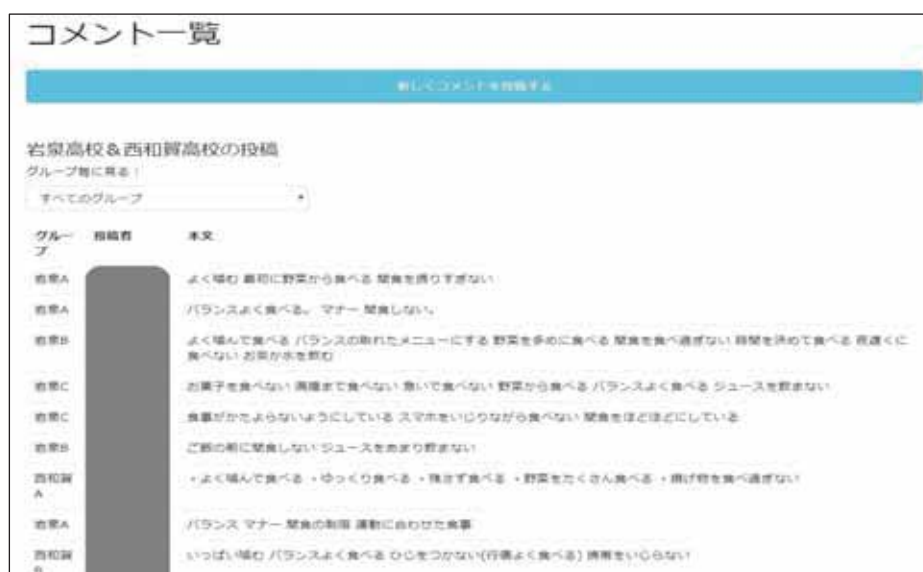 コメント一覧
新しくコメントを投稿する
岩泉高校&西和賀高校の投稿
グループ毎に見る:
すべてのグループ
グループ 投稿者 本文
岩泉A よく噛む 最初に野菜から食べる 間食を摂りすぎない
岩泉A バランスよく食べる。 マナー 間食しない。
岩泉B よく噛んで食べる バランスの取れたメニューにする 野菜を多めに食べる 間食を食べ過ぎない 時間を決めて食べる 夜遅くに
食べない お茶か水を飲む
岩泉C お菓子を食べない 満腹まで食べない 急いで食べない 野菜から食べる バランスよく食べる ジュースを飲まない
岩泉C 食事がかたよらないようにしている スマホをいじりながら食べない 間食をほどほどにしている
岩泉B ご飯の前に間食しない ジュースをあまり飲まない
西和賀A ・よく噛んで食べる ・ゆっくり食べる ・残さず食べる ・野菜をたくさん食べる ・揚げ物を食べ過ぎない
岩泉A バランス マナー 間食の制限 運動に合わせた食事
西和賀 いっぱい噛む バランスよく食べる ひじをつかない(行儀よく食べる) 携帯をいじらない